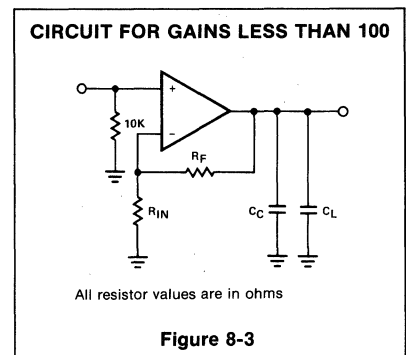 CIRCUIT FOR GAINS LESS THAN 100
+
10K
−
RF
RIN
CC
CL
All resistor values are in ohms
Figure 8-3